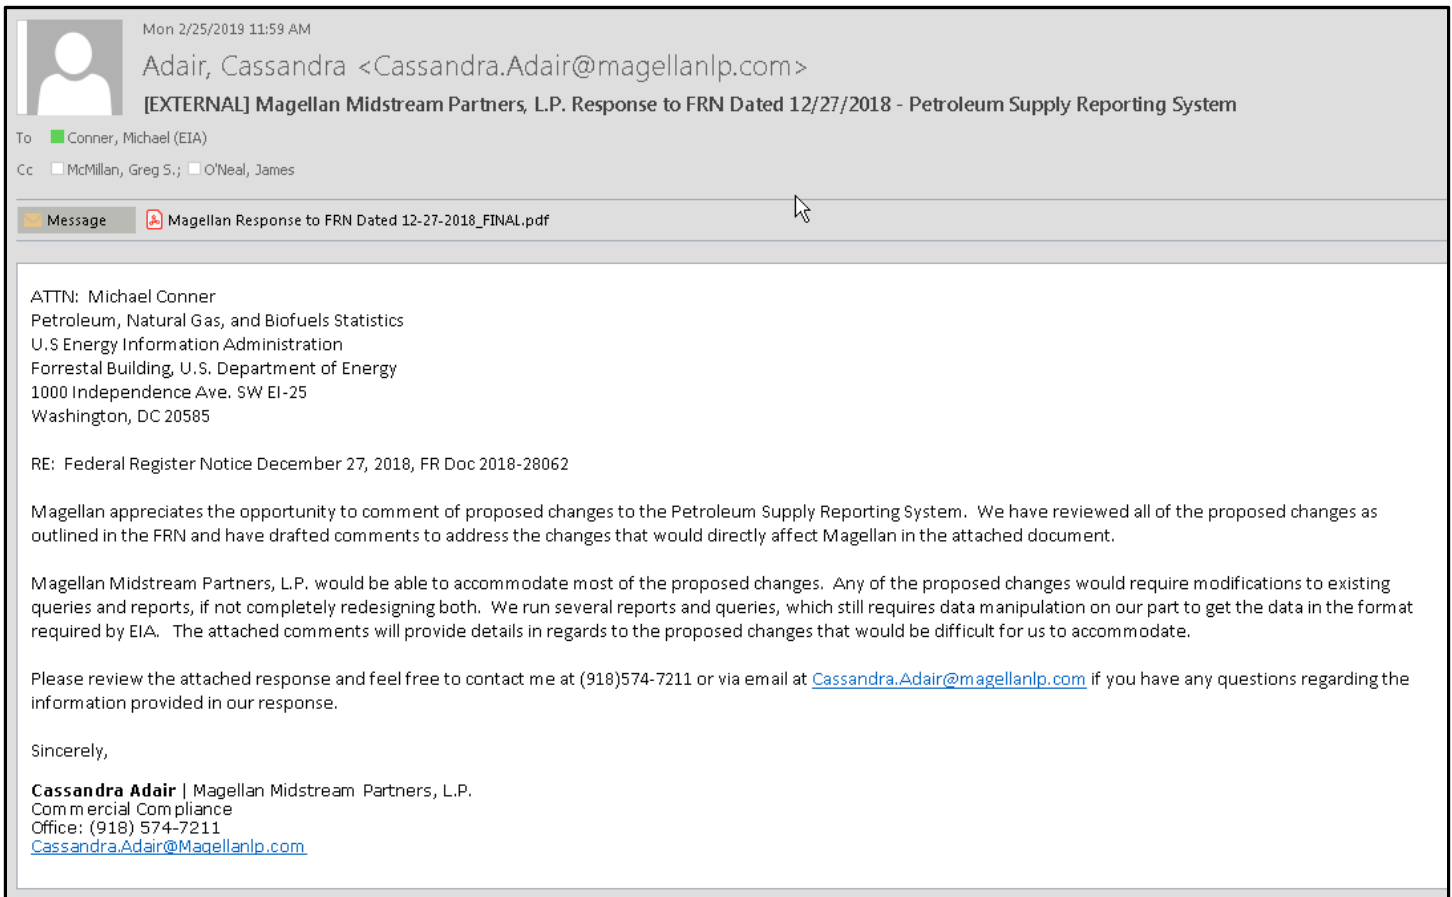 Mon 2/25/2019 11:59 AM
Adair, Cassandra <Cassandra.Adair@magellanlp.com>
[EXTERNAL] Magellan Midstream Partners, L.P. Response to FRN Dated 12/27/2018 - Petroleum Supply Reporting System
To Conner, Michael (EIA)
Cc McMillan, Greg S.; O'Neal, James
Message Magellan Response to FRN Dated 12-27-2018_FINAL.pdf
ATTN: Michael Conner
Petroleum, Natural Gas, and Biofuels Statistics
U.S Energy Information Administration
Forrestal Building, U.S. Department of Energy
1000 Independence Ave. SW EI-25
Washington, DC 20585
RE: Federal Register Notice December 27, 2018, FR Doc 2018-28062
Magellan appreciates the opportunity to comment of proposed changes to the Petroleum Supply Reporting System. We have reviewed all of the proposed changes as
outlined in the FRN and have drafted comments to address the changes that would directly affect Magellan in the attached document.
Magellan Midstream Partners, L.P. would be able to accommodate most of the proposed changes. Any of the proposed changes would require modifications to existing
queries and reports, if not completely redesigning both. We run several reports and queries, which still requires data manipulation on our part to get the data in the format
required by EIA. The attached comments will provide details in regards to the proposed changes that would be difficult for us to accommodate.
Please review the attached response and feel free to contact me at (918)574-7211 or via email at Cassandra.Adair@magellanlp.com if you have any questions regarding the
information provided in our response.
Sincerely,
Cassandra Adair | Magellan Midstream Partners, L.P.
Commercial Compliance
Office: (918) 574-7211
Cassandra.Adair@Magellanlp.com